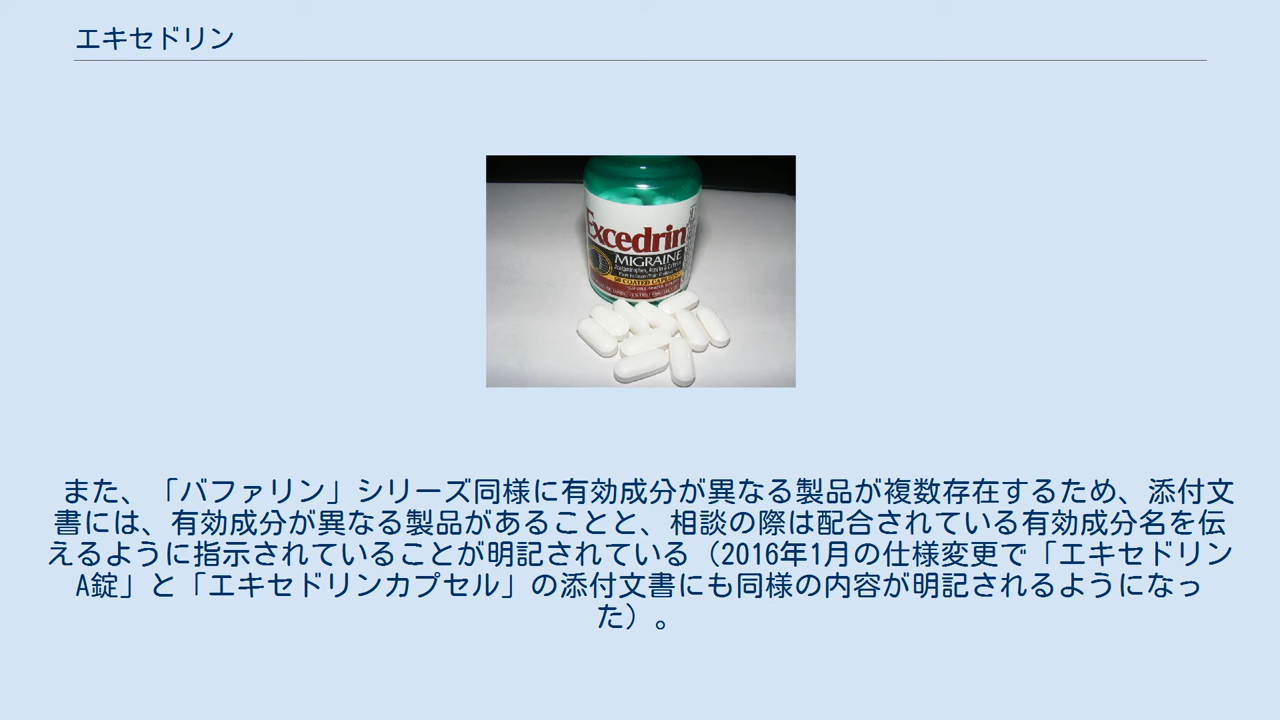 エキセドリン
Excedrin
MIGRAINE
また、「バファリン」シリーズ同様に有効成分が異なる製品が複数存在するため、添付文
書には、有効成分が異なる製品があることと、相談の際は配合されている有効成分名を伝
えるように指示されていることが明記されている（2016年1月の仕様変更で「エキセドリン
A錠」と「エキセドリンカプセル」の添付文書にも同様の内容が明記されるようになっ
た）。